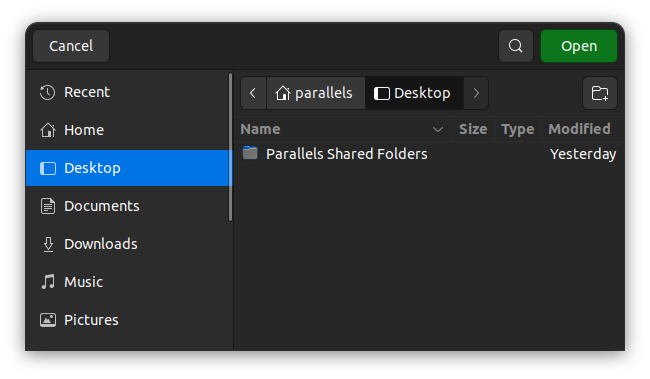 Cancel
Open
Recent
Home
Desktop
Documents
Downloads
Music
Pictures
parallels Desktop
Name Size Type Modified
Parallels Shared Folders Yesterday